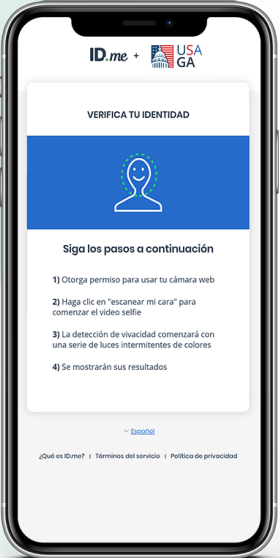 ID.me + USA
GA
VERIFICA TU IDENTIDAD
Siga los pasos a continuación
1) Otorga permiso para usar tu cámara web
2) Haga clic en "escanear mi cara" para
comenzar el video selfie
3) La detección de vivacidad comenzará con
una serie de luces intermitentes de colores
4) Se mostrarán sus resultados
Español
¿Qué es ID.me? | Términos del servicio | Política de privacidad